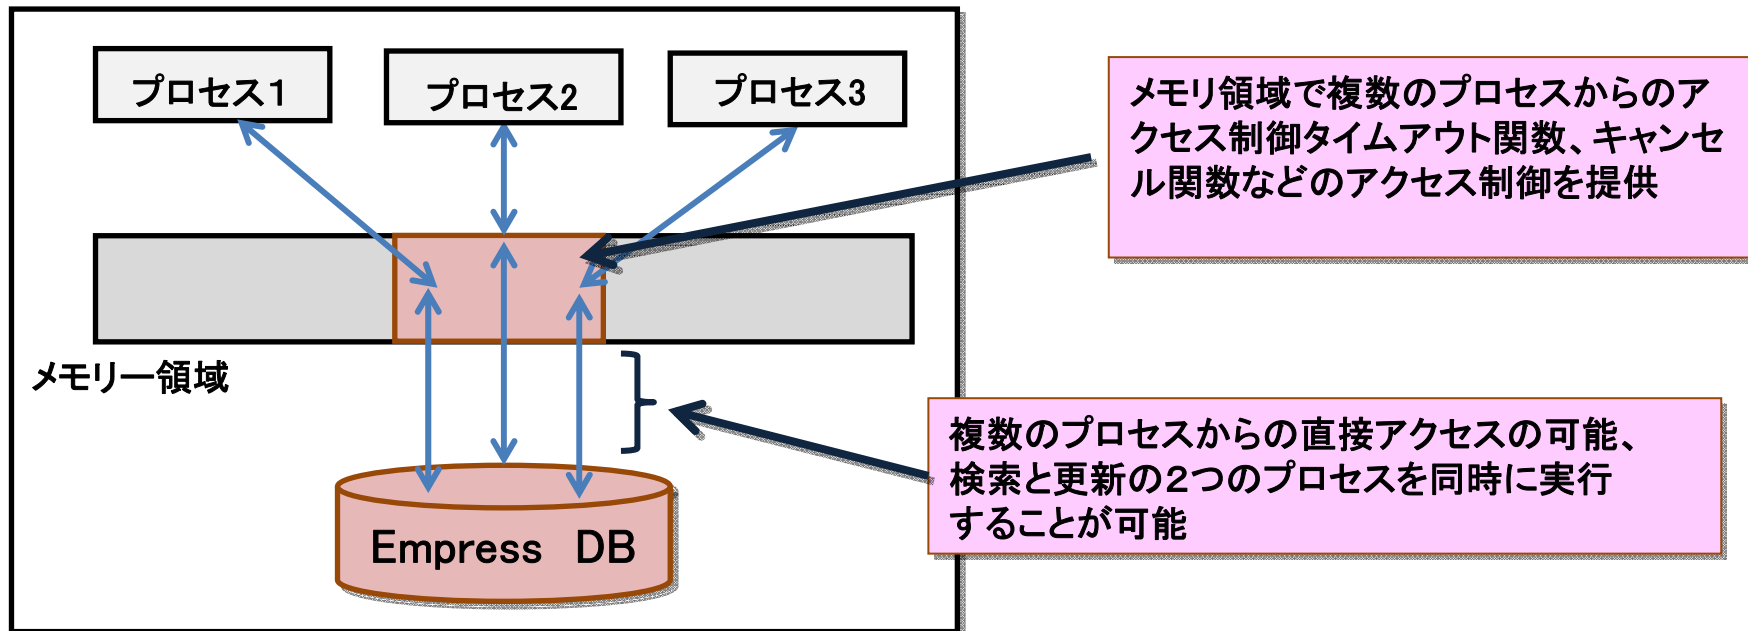 プロセス１
プロセス2
プロセス3
メモリ領域で複数のプロセスからのア
クセス制御タイムアウト関数、キャンセ
ル関数などのアクセス制御を提供
メモリー領域
複数のプロセスからの直接アクセスの可能、
検索と更新の２つのプロセスを同時に実行
することが可能
Empress　DB